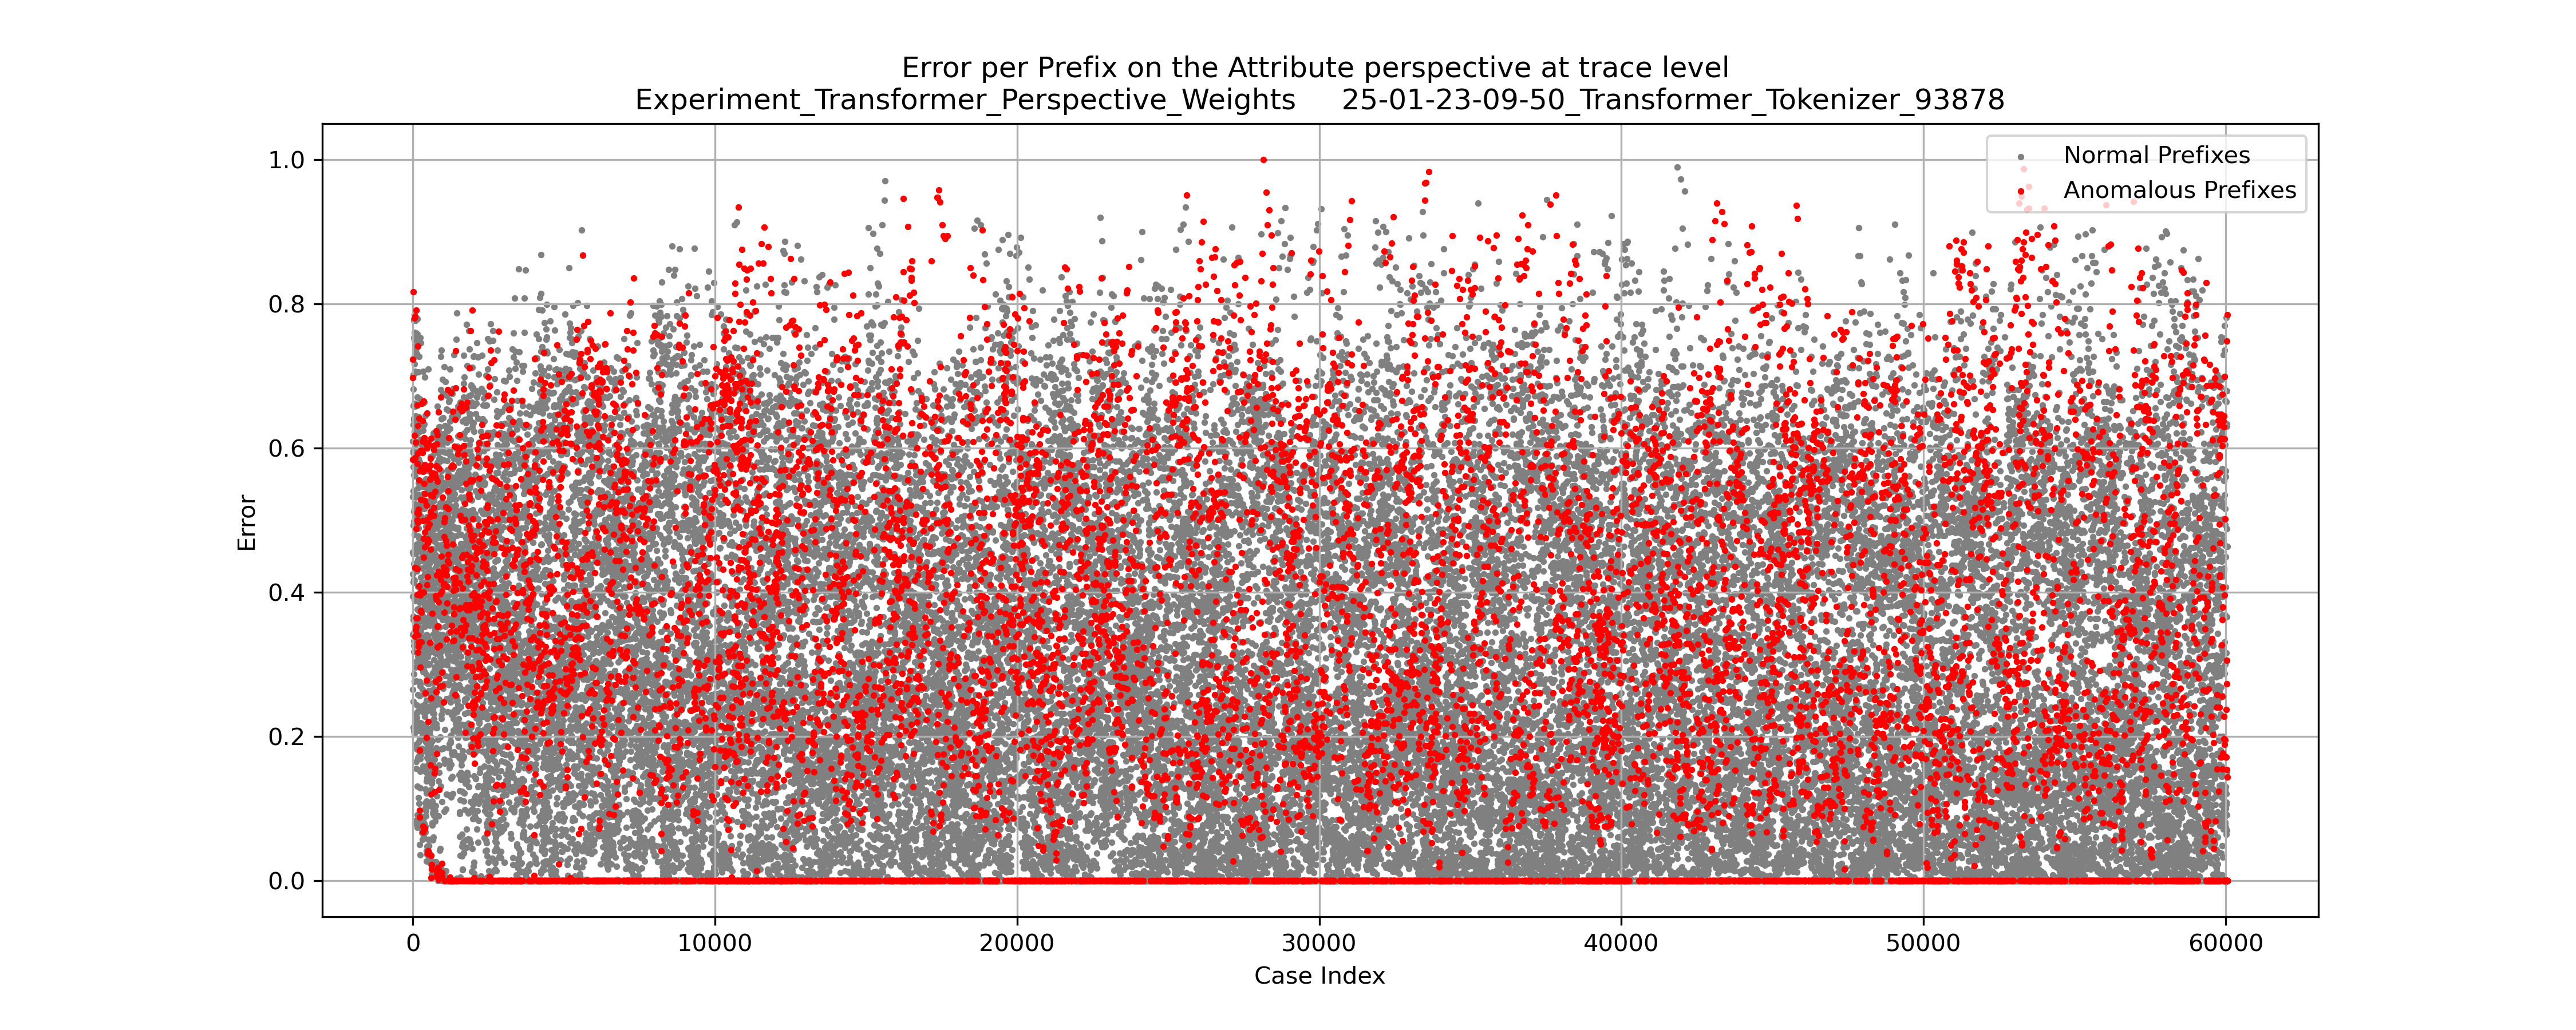 Error per Prefix on the Attribute perspective at trace level
Experiment_Transformer_Perspective_Weights 25-01-23-09-50_Transformer_Tokenizer_93878
Normal Prefixes
Anomalous Prefixes
1.0
0.8
0.6
0.4
0.2
0.0
Error
0 10000 20000 30000 40000 50000 60000
Case Index